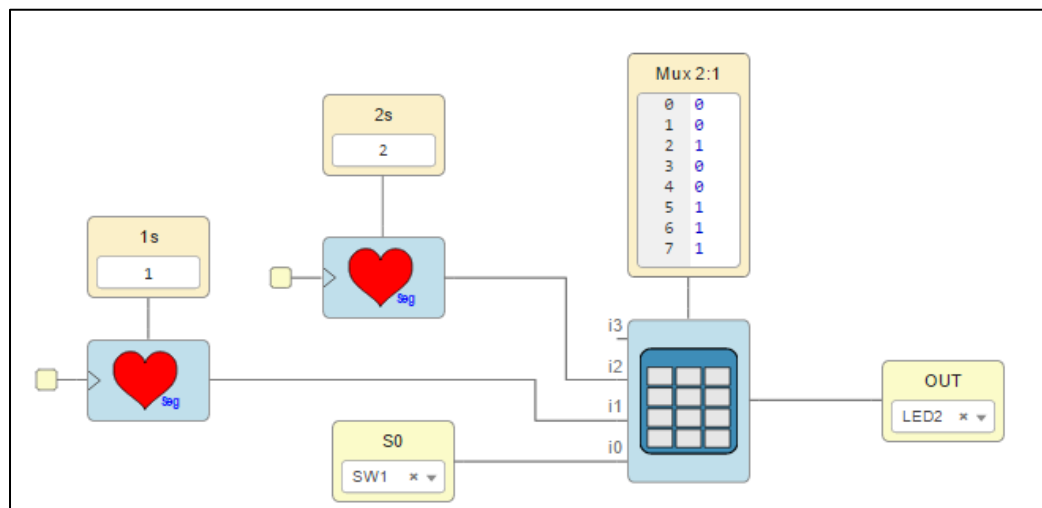 Mux 2:1
0 0
1 0
2 1
3 0
4 0
5 1
6 1
7 1
2s
2
1s
1
Seg
Seg
i3
i2
i1
i0
S0
SW1 × ▾
OUT
LED2 × ▾